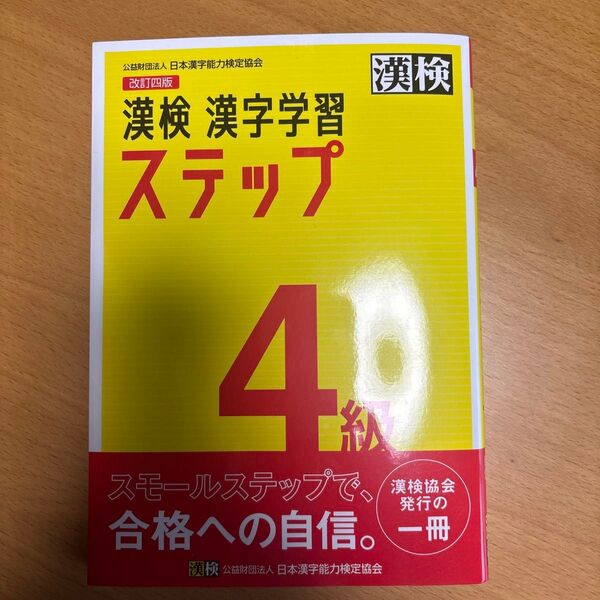 公益財団法人 日本漢字能力検定協会
漢検
改訂四版
漢検 漢字学習
ステップ
4級
スモールステップで、
合格への自信。
漢検協会
発行の
一冊
漢検 公益財団法人 日本漢字能力検定協会